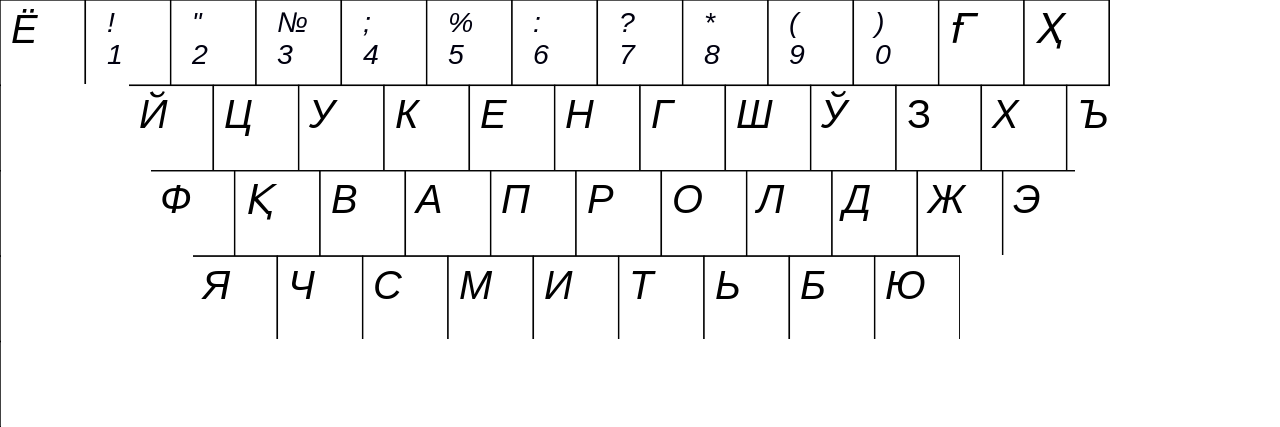 Ё ! " № ; % : ? * ( ) Ғ Ҳ
1 2 3 4 5 6 7 8 9 0
Й Ц У К Е Н Г Ш Ў З Х Ъ
Ф Қ В А П Р О Л Д Ж Э
Я Ч С М И Т Ь Б Ю